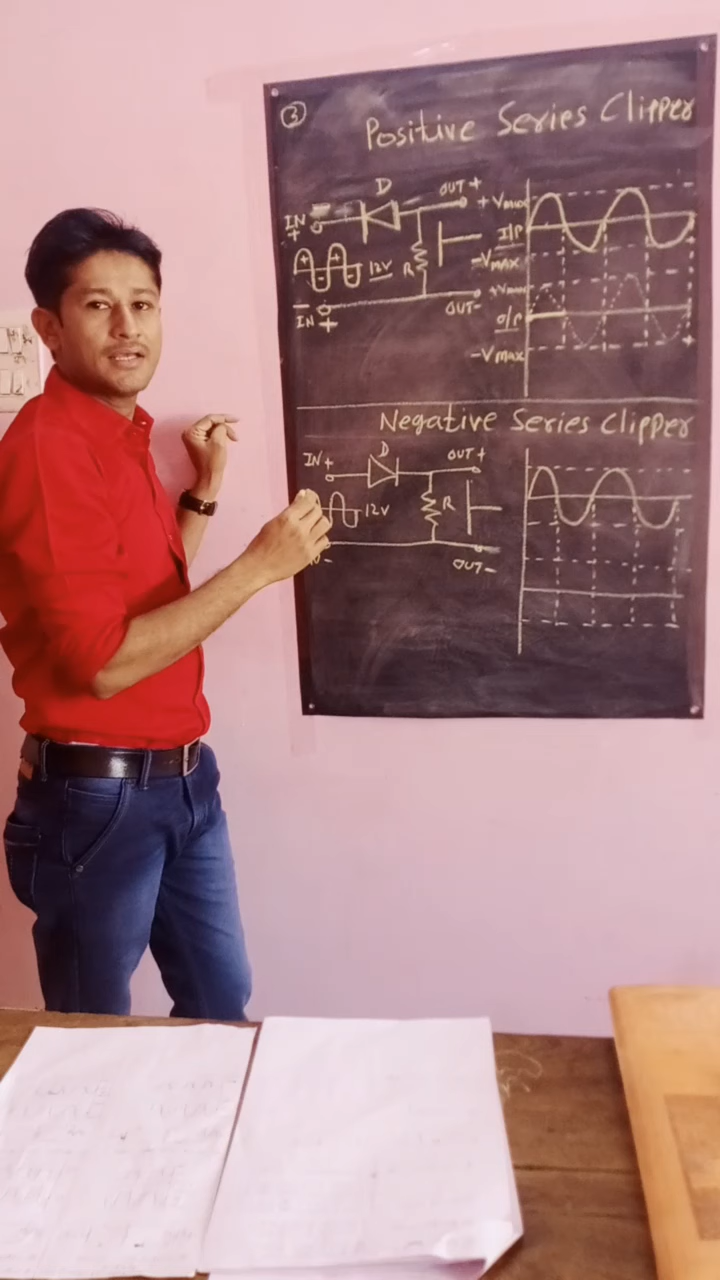 3
Positive Series Clipper
D
OUT +
IN
+
+ - + -
12V
R
IN
+
OUT-
+Vmax
I/P
-Vmax
+Vmax
O/P
-Vmax
Negative Series Clipper
IN +
D
OUT +
12V
R
-
OUT-